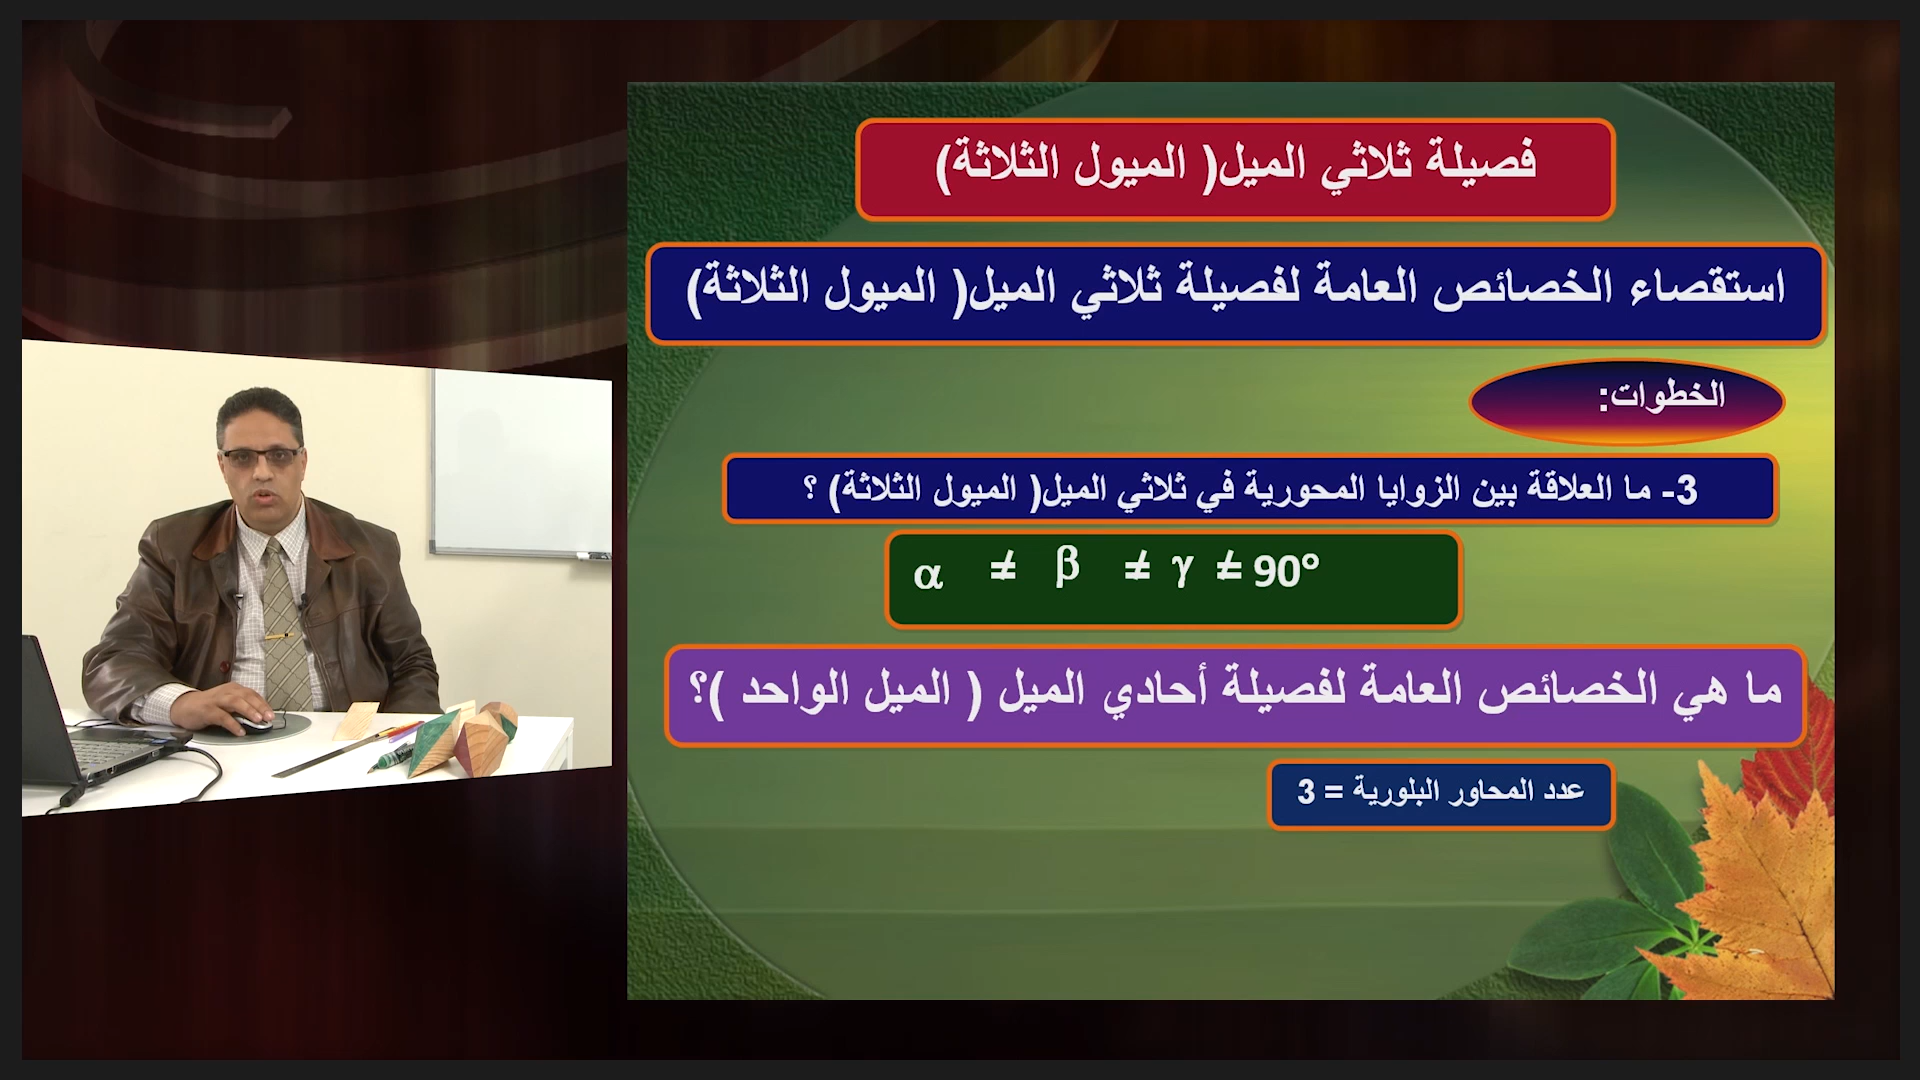 فصيلة ثلاثي الميل( الميول الثلاثة)
استقصاء الخصائص العامة لفصيلة ثلاثي الميل( الميول الثلاثة)
الخطوات:
3- ما العلاقة بين الزوايا المحورية في ثلاثي الميل( الميول الثلاثة) ؟
α ≠ β ≠ γ ≠ 90°
ما هي الخصائص العامة لفصيلة أحادي الميل ( الميل الواحد )؟
عدد المحاور البلورية = 3